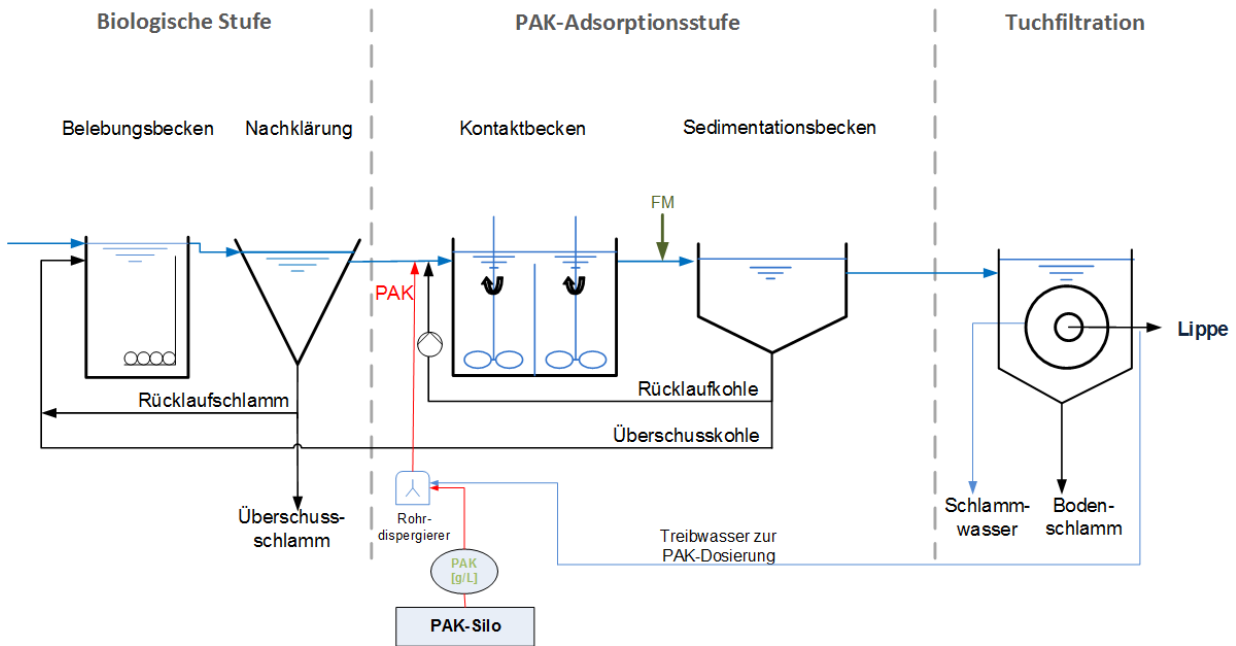 Biologische Stufe
PAK-Adsorptionsstufe
Tuchfiltration
Belebungsbecken
Nachklärung
Kontaktbecken
Sedimentationsbecken
FM
PAK
Lippe
Rücklaufschlamm
Rücklaufkohle
Überschusskohle
Überschuss-
schlamm
Rohr-
dispergierer
Treibwasser zur
PAK-Dosierung
Schlamm-
wasser
Boden-
schlamm
PAK
[g/L]
PAK-Silo